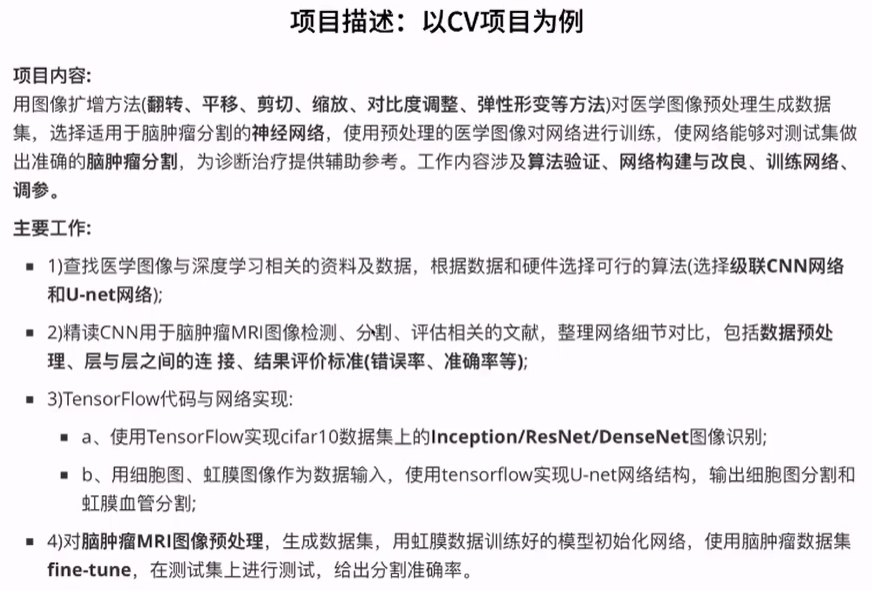 项目描述：以CV项目为例
项目内容:
用图像扩增方法(翻转、平移、剪切、缩放、对比度调整、弹性形变等方法)对医学图像预处理生成数据
集，选择适用于脑肿瘤分割的神经网络，使用预处理的医学图像对网络进行训练，使网络能够对测试集做
出准确的脑肿瘤分割，为诊断治疗提供辅助参考。工作内容涉及算法验证、网络构建与改良、训练网络、
调参。
主要工作:
▪ 1)查找医学图像与深度学习相关的资料及数据，根据数据和硬件选择可行的算法(选择级联CNN网络
和U-net网络);
▪ 2)精读CNN用于脑肿瘤MRI图像检测、分割、评估相关的文献，整理网络细节对比，包括数据预处
理、层与层之间的连 接、结果评价标准(错误率、准确率等);
▪ 3)TensorFlow代码与网络实现:
▪ a、使用TensorFlow实现cifar10数据集上的Inception/ResNet/DenseNet图像识别;
▪ b、用细胞图、虹膜图像作为数据输入，使用tensorflow实现U-net网络结构，输出细胞图分割和
虹膜血管分割;
▪ 4)对脑肿瘤MRI图像预处理，生成数据集，用虹膜数据训练好的模型初始化网络，使用脑肿瘤数据集
fine-tune，在测试集上进行测试，给出分割准确率。